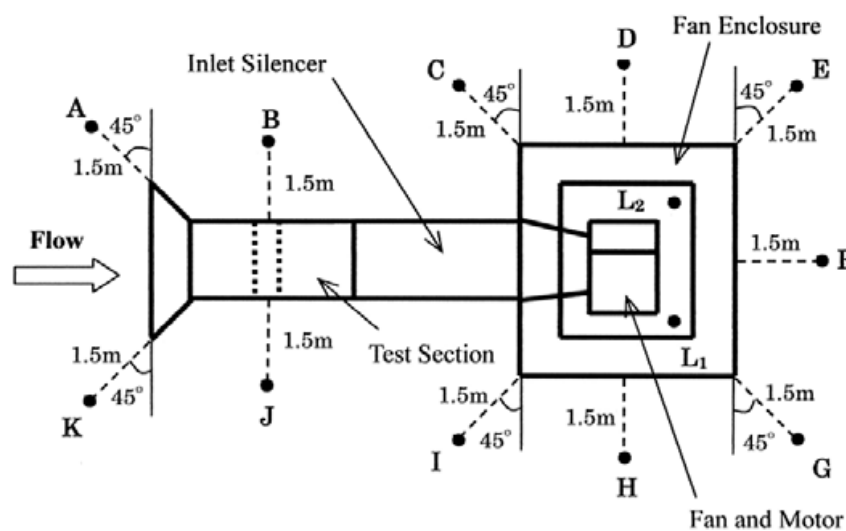 Fan Enclosure
D
Inlet Silencer
C
E
A
45°
45°
B
1.5m
45°
1.5m
1.5m
1.5m
1.5m
L₂
Flow
1.5m
F
1.5m
1.5m
Test Section
L₁
45°
K
J
1.5m
1.5m
1.5m
I
45°
45°
G
H
Fan and Motor